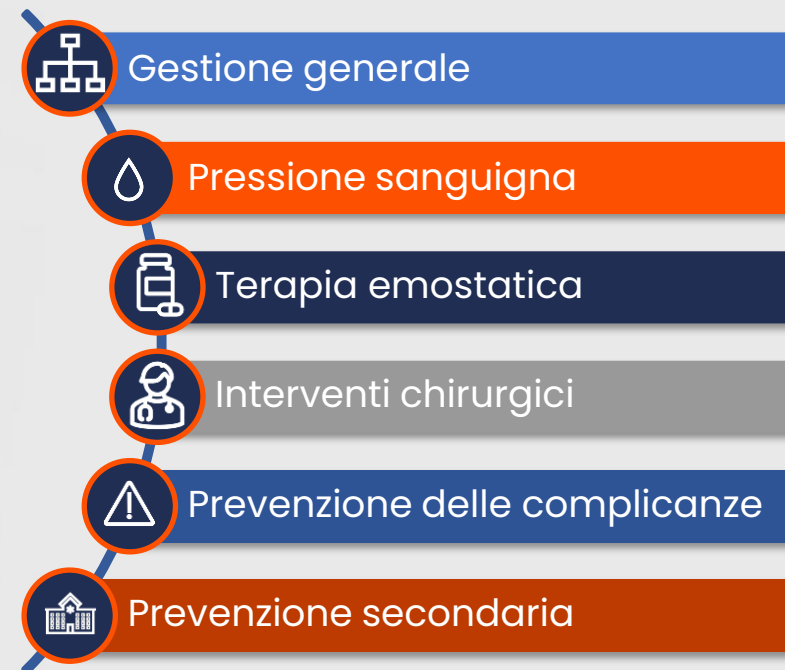 Gestione generale
Pressione sanguigna
Terapia emostatica
Interventi chirurgici
Prevenzione delle complicanze
Prevenzione secondaria